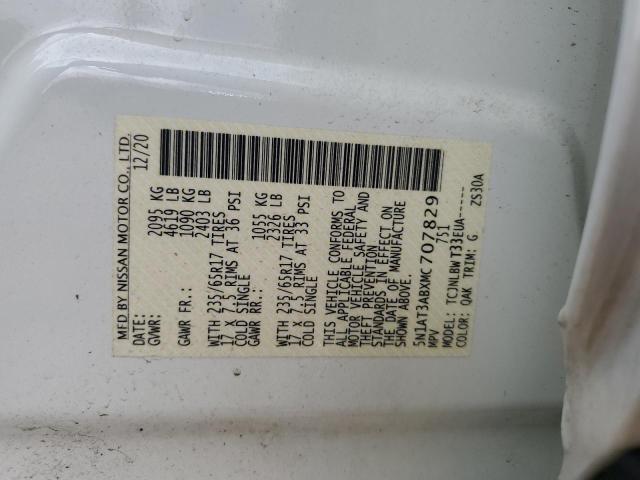 MFD BY NISSAN MOTOR CO., LTD.
DATE: 12/20
GVWR: 2095 KG
4619 LB
GAWR FR.: 1090 KG
2403 LB
WITH 235/65R17 TIRES
17 X 7.5 RIMS AT 36 PSI
COLD SINGLE
GAWR RR.: 1055 KG
2326 LB
WITH 235/65R17 TIRES
17 X 7.5 RIMS AT 33 PSI
COLD SINGLE
THIS VEHICLE CONFORMS TO
ALL APPLICABLE FEDERAL
MOTOR VEHICLE SAFETY AND
THEFT PREVENTION
STANDARDS IN EFFECT ON
THE DATE OF MANUFACTURE
SHOWN ABOVE.
5N1AT3ABXMC707829
MPV 751
MODEL: TCJNLBWT33EUA------
COLOR: QAK TRIM: G ZS30A